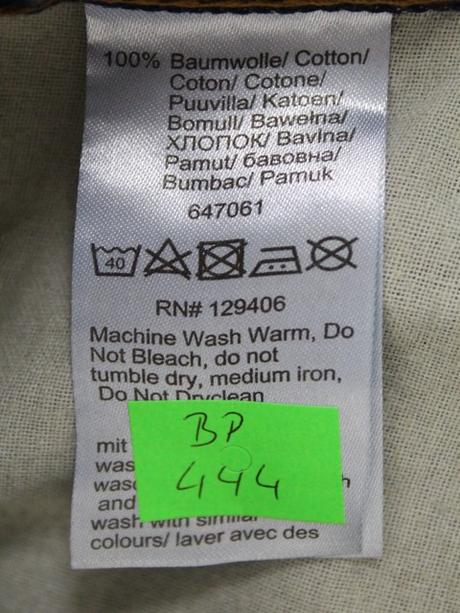 100% Baumwolle/ Cotton/
Coton/ Cotone/
Puuvilla/ Katoen/
Bomull/ Bawełna/
ХЛОПОК/ Bavlna/
Pamut/ бавовна/
Bumbac/ Pamuk
647061
40
RN# 129406
Machine Wash Warm, Do
Not Bleach, do not
tumble dry, medium iron,
Do Not Dryclean
BP
444
mit
and
wash with similar
colours/ laver avec des